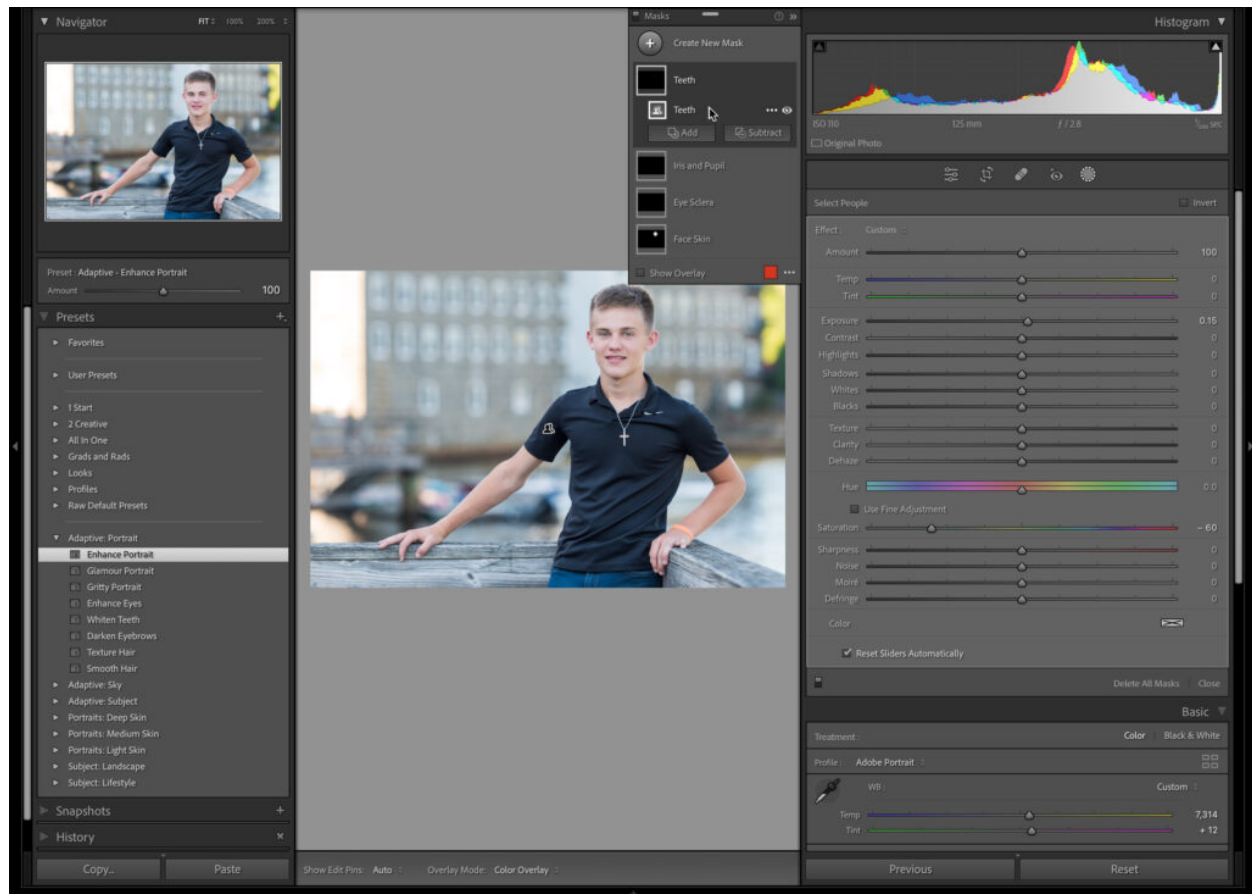 Navigator
FIT 100% 200%
Preset: Adaptive - Enhance Portrait
Amount 100
Presets
Favorites
User Presets
1 Start
2 Creative
All In One
Grads and Rads
Looks
Profiles
Raw Default Presets
Adaptive: Portrait
Enhance Portrait
Glamour Portrait
Gritty Portrait
Enhance Eyes
Whiten Teeth
Darken Eyebrows
Texture Hair
Smooth Hair
Adaptive: Sky
Adaptive: Subject
Portraits: Deep Skin
Portraits: Medium Skin
Portraits: Light Skin
Subject: Landscape
Subject: Lifestyle
Snapshots
History
Copy... Paste
Masks
Create New Mask
Teeth
Teeth
Add Subtract
Iris and Pupil
Eye Sclera
Face Skin
Show Overlay
Show Edit Pins: Auto Overlay Mode: Color Overlay
Histogram
ISO 110 125 mm f / 2.8 sec
Original Photo
Select People Invert
Effect: Custom
Amount 100
Temp 0
Tint 0
Exposure 0.15
Contrast 0
Highlights 0
Shadows 0
Whites 0
Blacks 0
Texture 0
Clarity 0
Dehaze 0
Hue 0.0
Use Fine Adjustment
Saturation - 60
Sharpness 0
Noise 0
Moiré 0
Defringe 0
Color
Reset Sliders Automatically
Delete All Masks Close
Basic
Treatment: Color Black & White
Profile: Adobe Portrait
WB: Custom
Temp 7,314
Tint + 12
Previous Reset